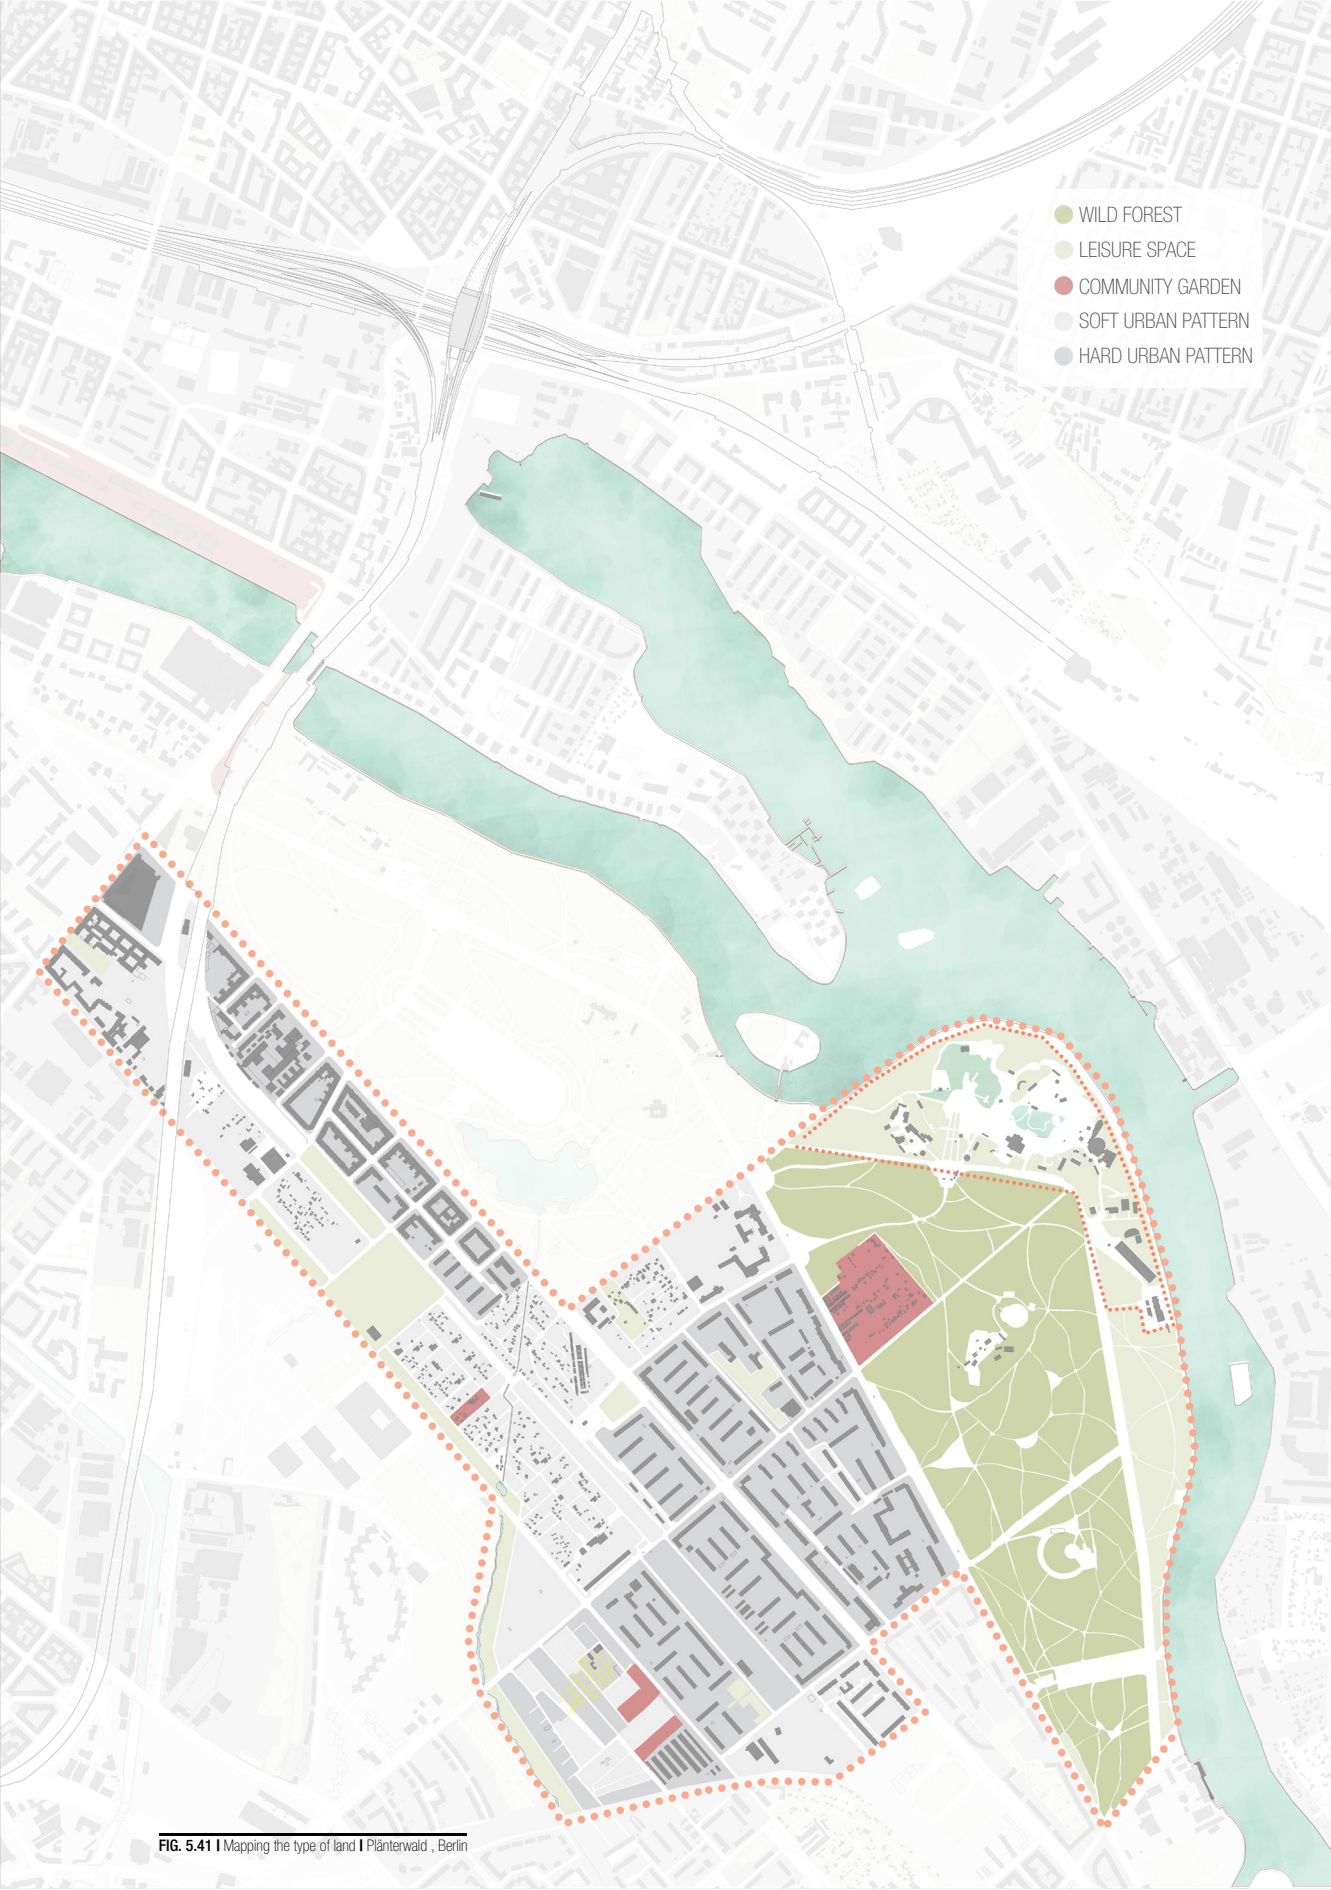 WILD FOREST
LEISURE SPACE
COMMUNITY GARDEN
SOFT URBAN PATTERN
HARD URBAN PATTERN
FIG. 5.41 I Mapping the type of land I Plänterwald , Berlin